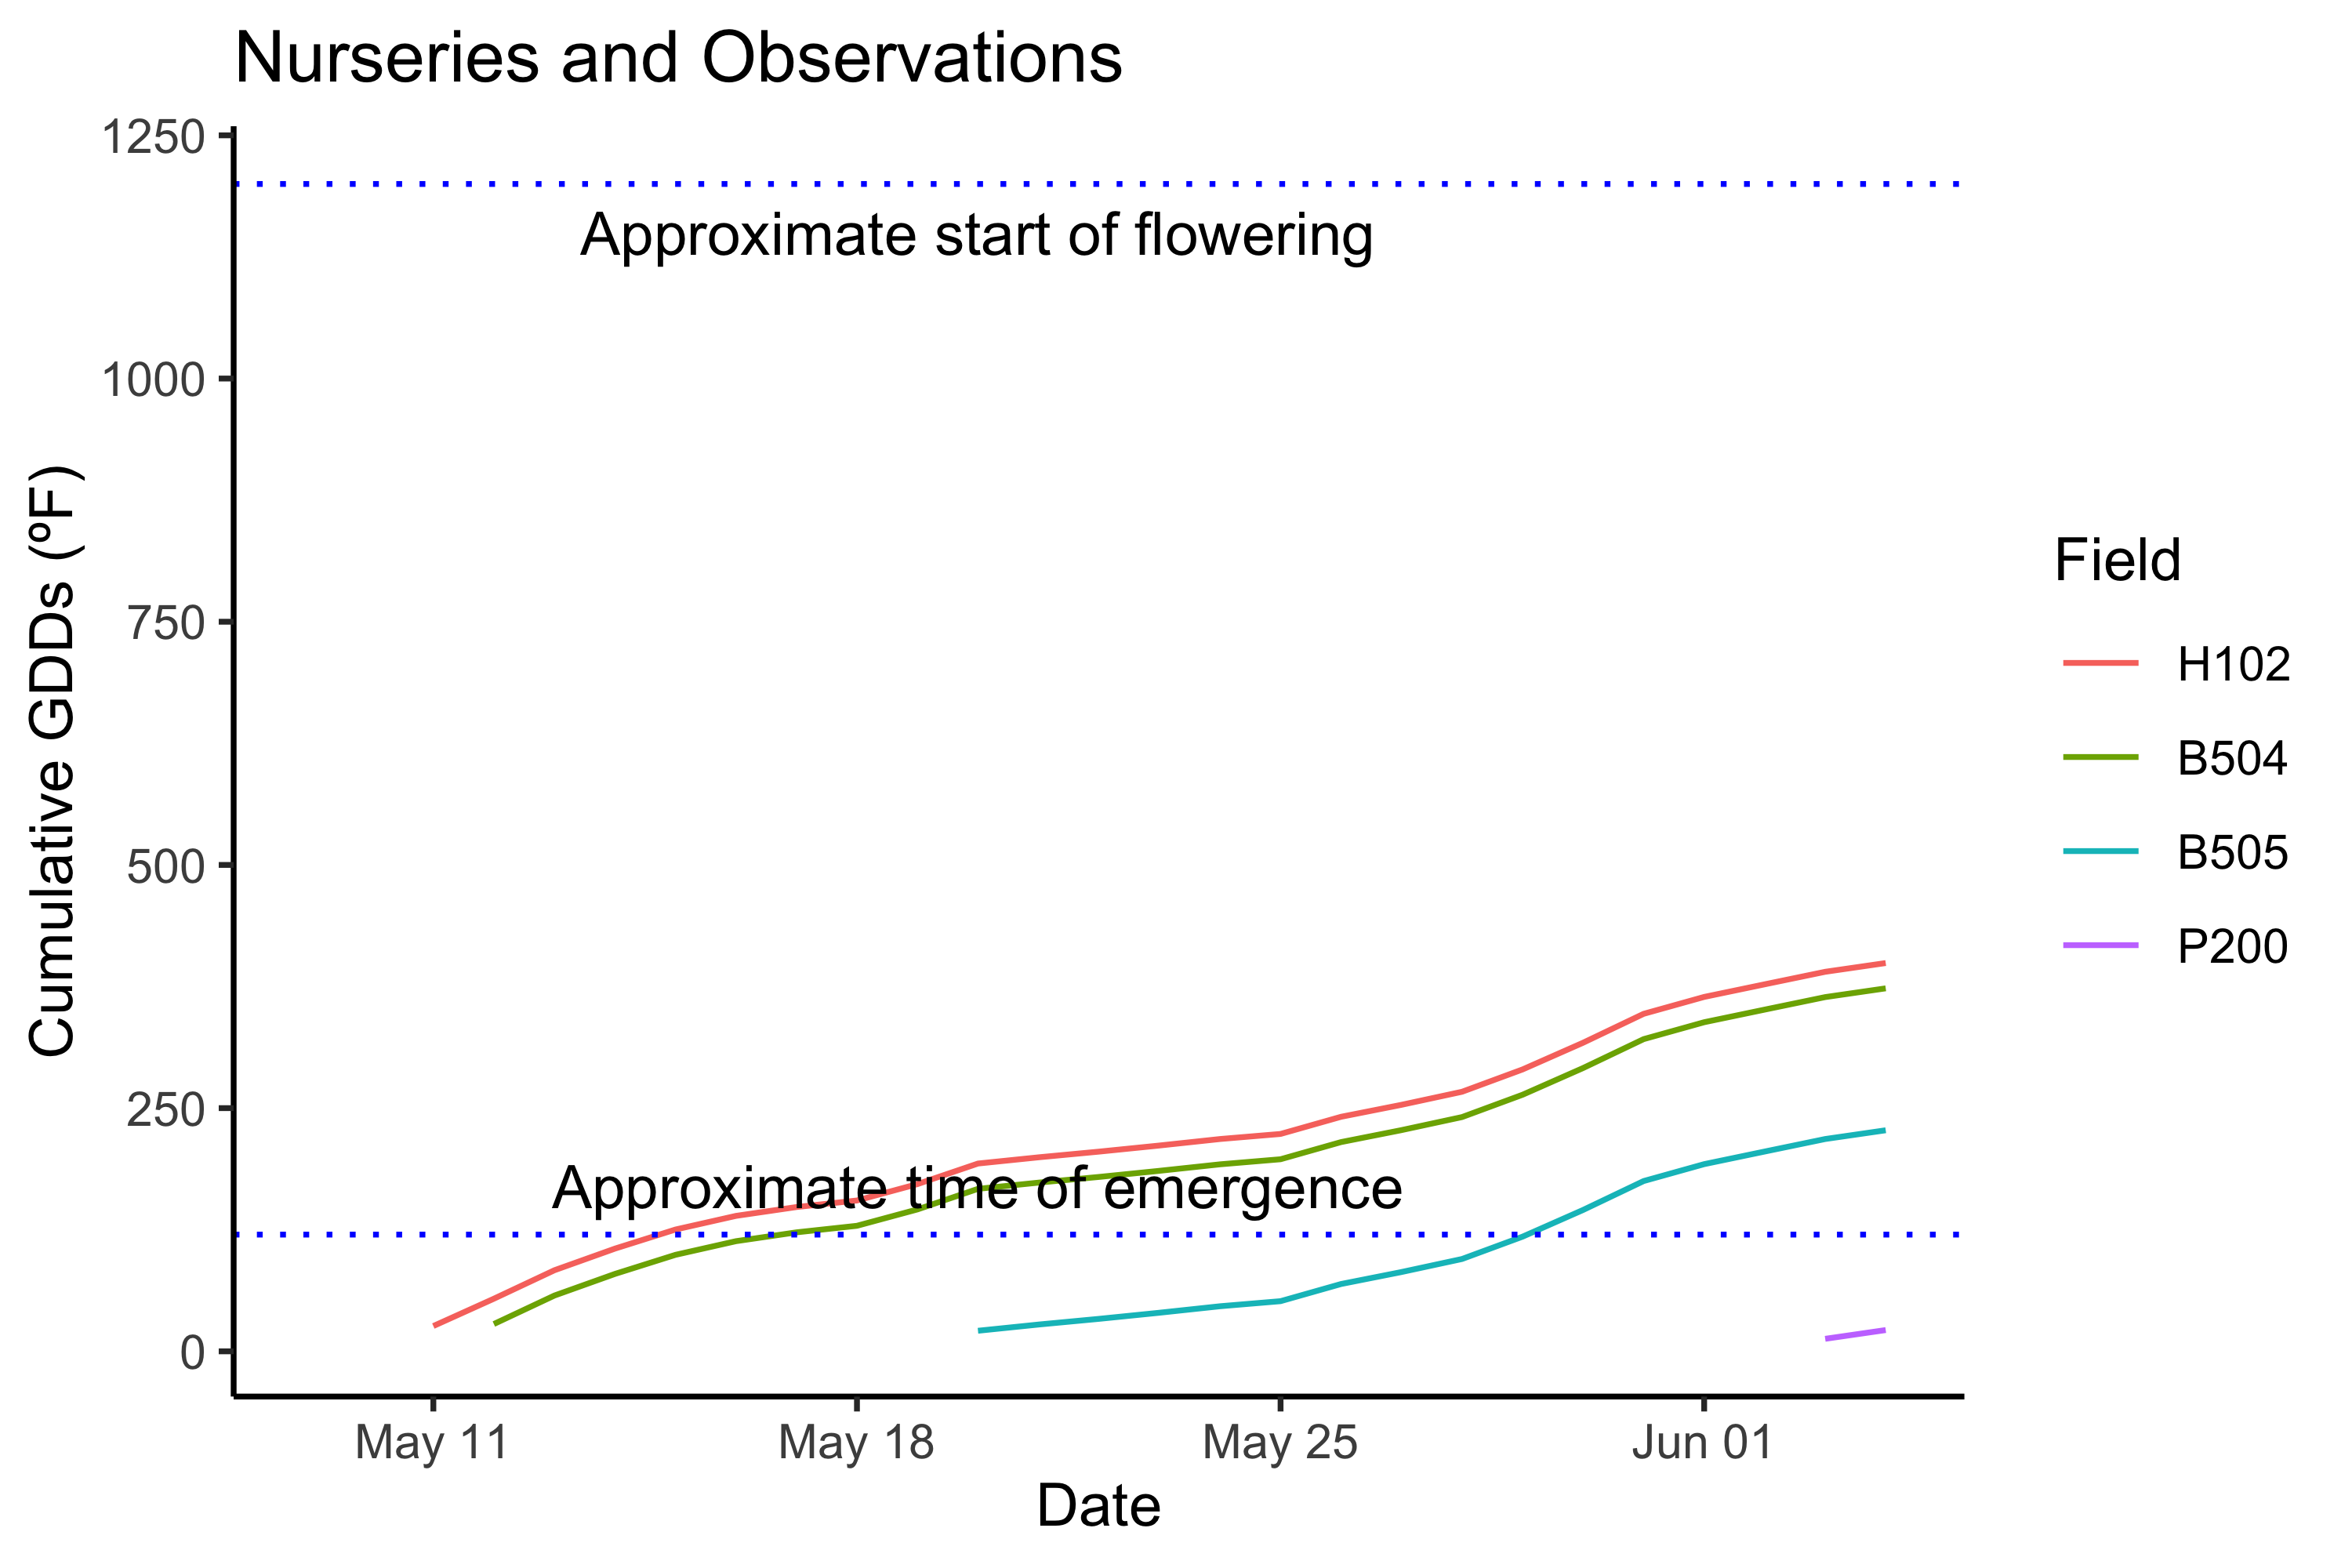 Nurseries and Observations
1250
1000
750
500
250
0
Cumulative GDDs (ºF)
Approximate start of flowering
Approximate time of emergence
May 11
May 18
May 25
Jun 01
Date
Field
H102
B504
B505
P200